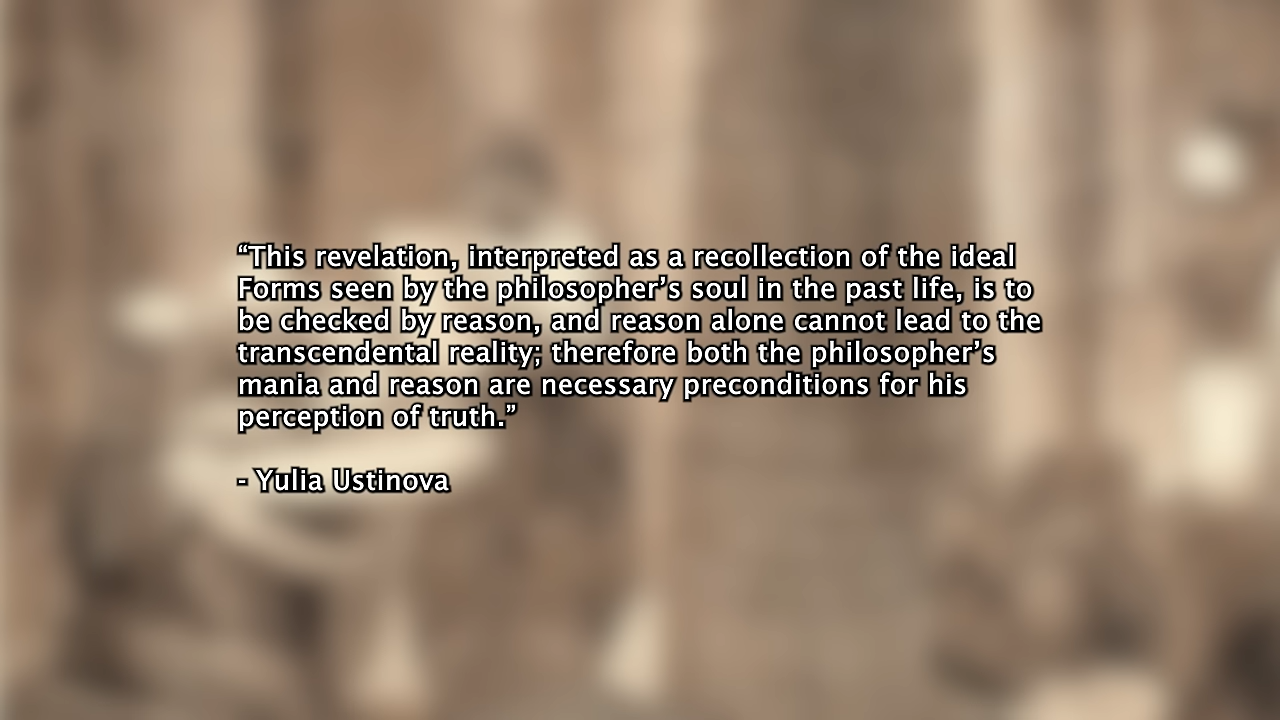 “This revelation, interpreted as a recollection of the ideal
Forms seen by the philosopher’s soul in the past life, is to
be checked by reason, and reason alone cannot lead to the
transcendental reality; therefore both the philosopher’s
mania and reason are necessary preconditions for his
perception of truth.”
- Yulia Ustinova